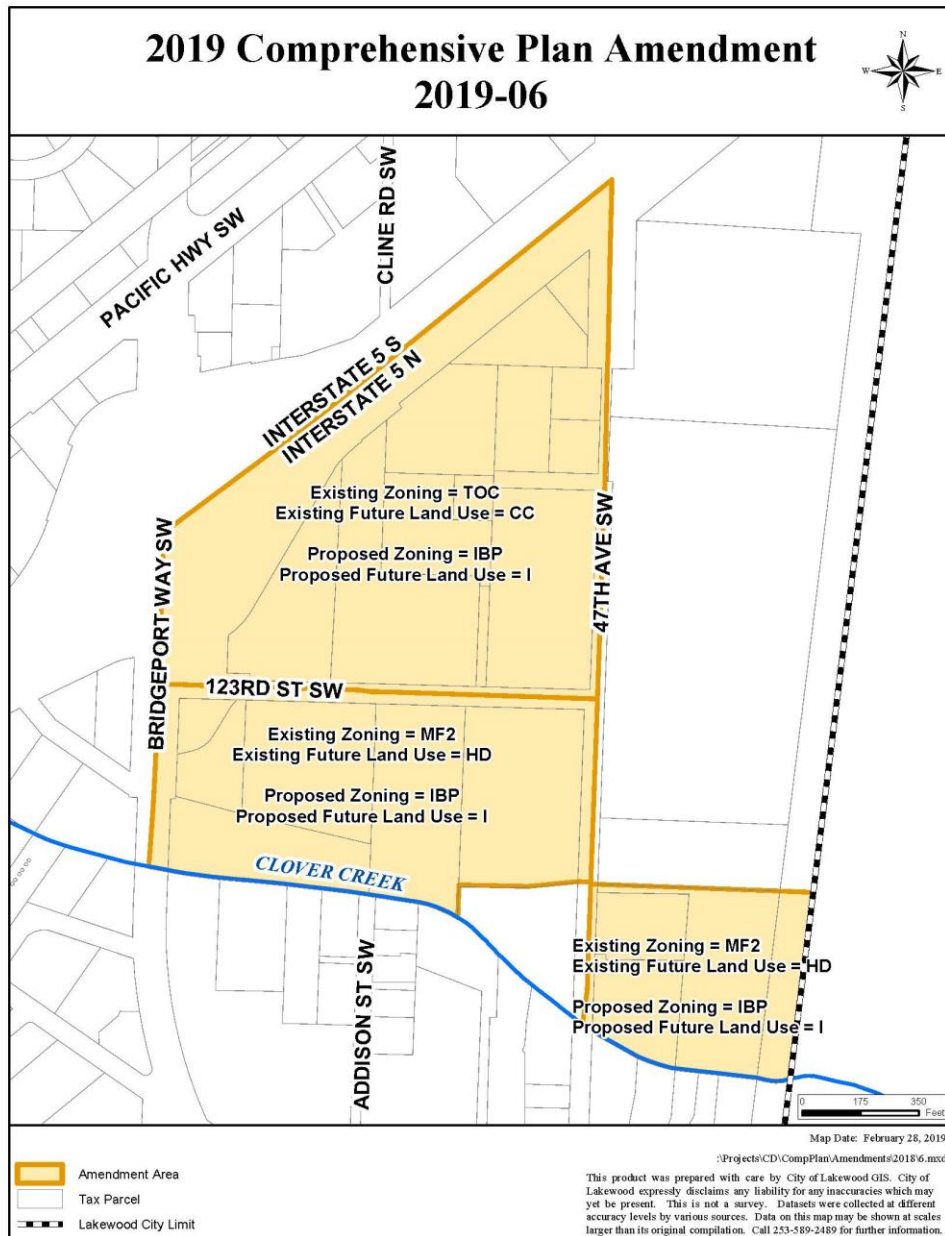 2019 Comprehensive Plan Amendment
2019-06
N
W
E
S
PACIFIC HWY SW
CLINE RD SW
INTERSTATE 5 S
INTERSTATE 5 N
Existing Zoning = TOC
Existing Future Land Use = CC
Proposed Zoning = IBP
Proposed Future Land Use = I
BRIDGEPORT WAY SW
47TH AVE SW
123RD ST SW
Existing Zoning = MF2
Existing Future Land Use = HD
Proposed Zoning = IBP
Proposed Future Land Use = I
CLOVER CREEK
ADDISON ST SW
Existing Zoning = MF2
Existing Future Land Use = HD
Proposed Zoning = IBP
Proposed Future Land Use = I
0 175 350
Feet
Map Date: February 28, 2019
:\Projects\CD\CompPlan\Amendments\2018\6.mxd
Amendment Area
Tax Parcel
Lakewood City Limit
This product was prepared with care by City of Lakewood GIS. City of
Lakewood expressly disclaims any liability for any inaccuracies which may
yet be present. This is not a survey. Datasets were collected at different
accuracy levels by various sources. Data on this map may be shown at scales
larger than its original compilation. Call 253-589-2489 for further information.